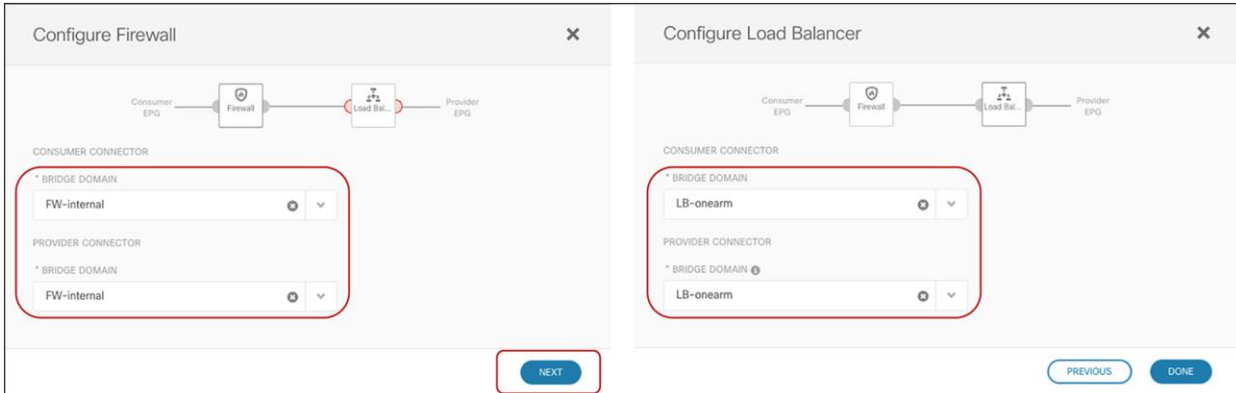 Configure Firewall
Consumer
EPG
Firewall
Load Bal...
Provider
EPG
CONSUMER CONNECTOR
* BRIDGE DOMAIN
FW-internal
PROVIDER CONNECTOR
* BRIDGE DOMAIN
FW-internal
NEXT
Configure Load Balancer
Consumer
EPG
Firewall
Load Bal...
Provider
EPG
CONSUMER CONNECTOR
* BRIDGE DOMAIN
LB-onearm
PROVIDER CONNECTOR
* BRIDGE DOMAIN
LB-onearm
PREVIOUS
DONE